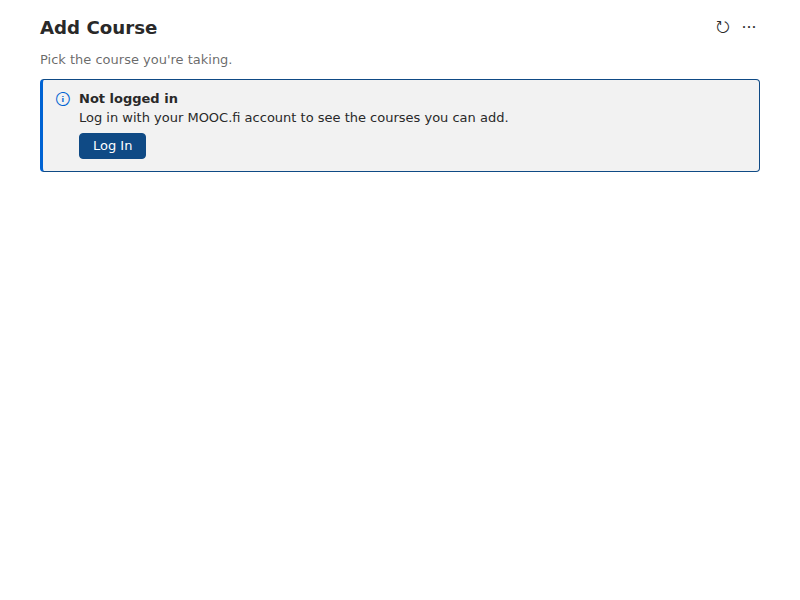 Add Course
Pick the course you're taking.
Not logged in
Log in with your MOOC.fi account to see the courses you can add.
Log In